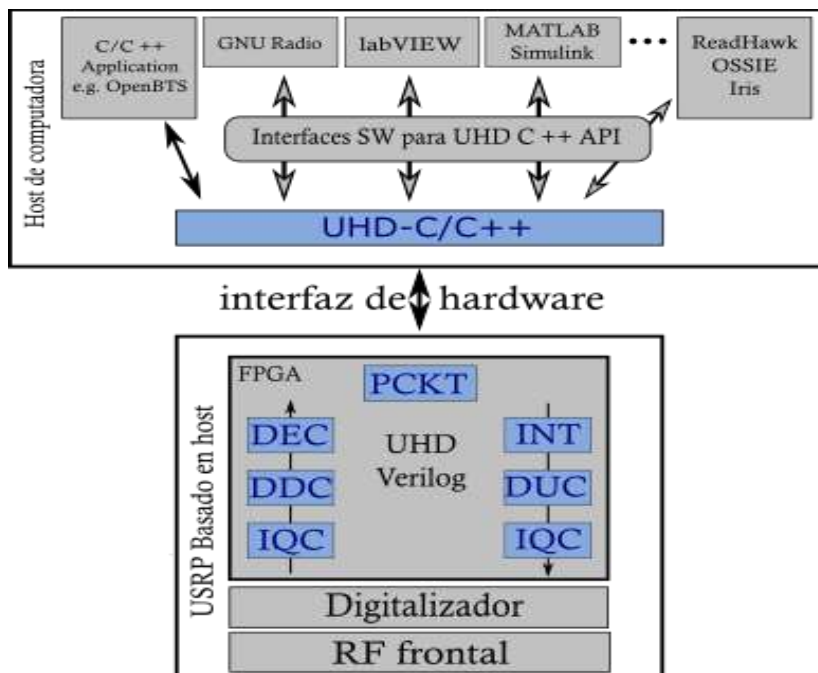 C/C ++
Application
e.g. OpenBTS
GNU Radio
labVIEW
MATLAB
Simulink
ReadHawk
OSSIE
Iris
Host de computadora
Interfaces SW para UHD C ++ API
UHD-C/C++
interfaz de hardware
USRP Basado en host
FPGA
PCKT
DEC
INT
UHD
Verilog
DDC
DUC
IQC
IQC
Digitalizador
RF frontal